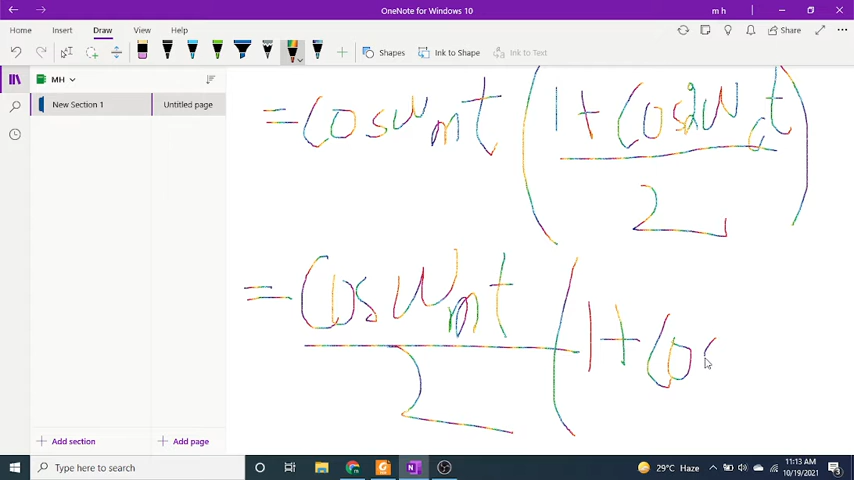 OneNote for Windows 10
m h
Home Insert Draw View Help
Share
Shapes Ink to Shape Ink to Text
MH
New Section 1
Untitled page
= Cos Wmt (1 + Cos2Wct / 2)
= Cos Wmt / 2 (1 + Co
Add section
Add page
Type here to search
29°C Haze
11:13 AM
10/19/2021
3